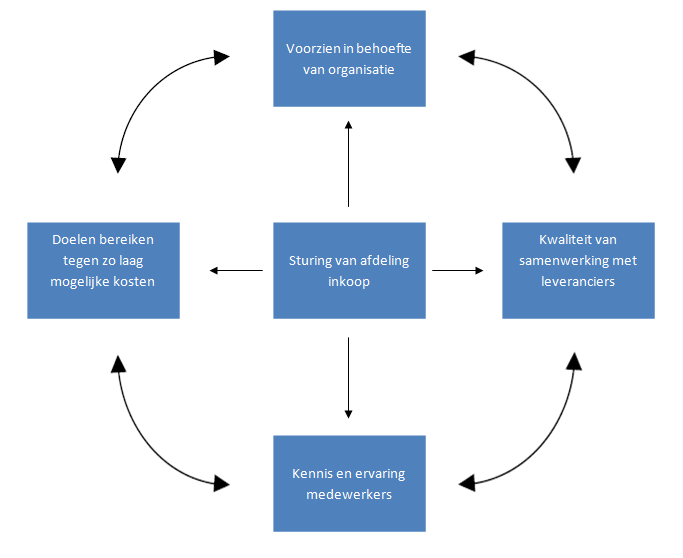 Voorzien in behoefte
van organisatie
Doelen bereiken
tegen zo laag
mogelijke kosten
Sturing van afdeling
inkoop
Kwaliteit van
samenwerking met
leveranciers
Kennis en ervaring
medewerkers